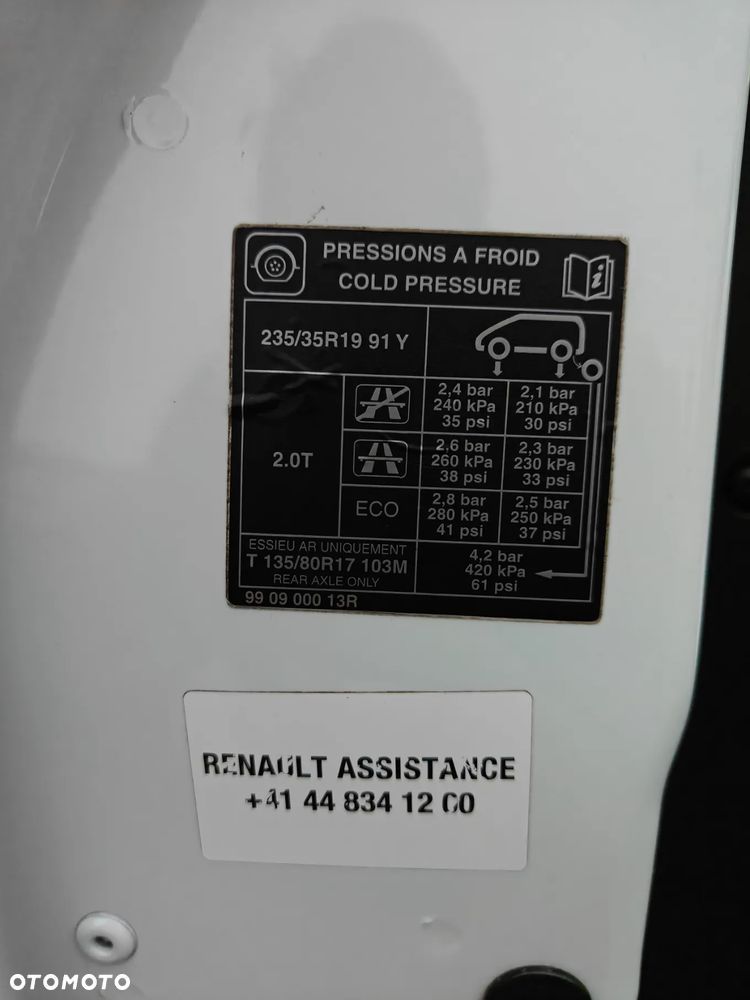 PRESSIONS A FROID
COLD PRESSURE
i
235/35R19 91 Y
2.0T
2,4 bar
240 kPa
35 psi
2,1 bar
210 kPa
30 psi
2.6 bar
260 kPa
38 psi
2,3 bar
230 kPa
33 psi
ECO
2,8 bar
280 kPa
41 psi
2,5 bar
250 kPa
37 psi
ESSIEU AR UNIQUEMENT
T 135/80R17 103M
REAR AXLE ONLY
4,2 bar
420 kPa
61 psi
99 09 000 13R
RENAULT ASSISTANCE
+41 44 834 12 00
OTOMOTO